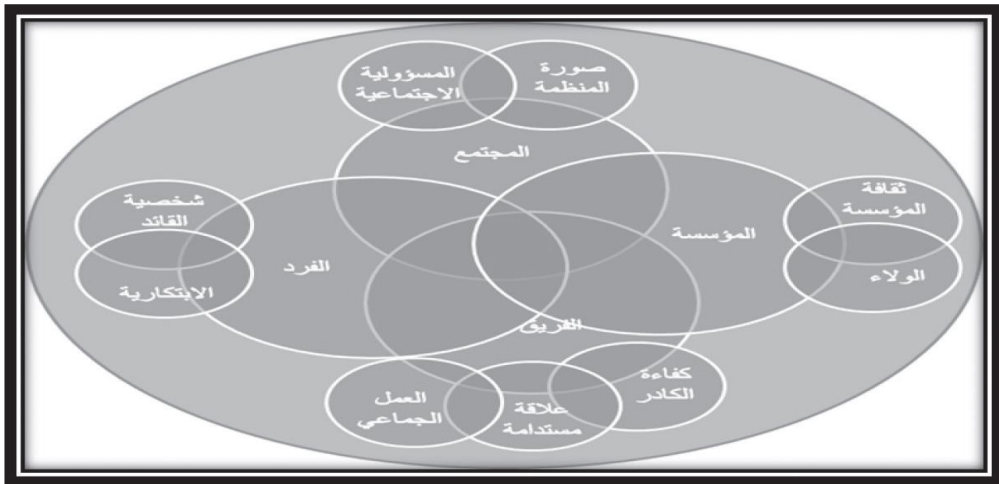 صورة
المنظمة
المسؤولية
الاجتماعية
المجتمع
ثقافة
المؤسسة
الولاء
المؤسسة
شخصية
القائد
الابتكارية
الفرد
الفريق
كفاءة
الكادر
علاقة
مستدامة
العمل
الجماعي